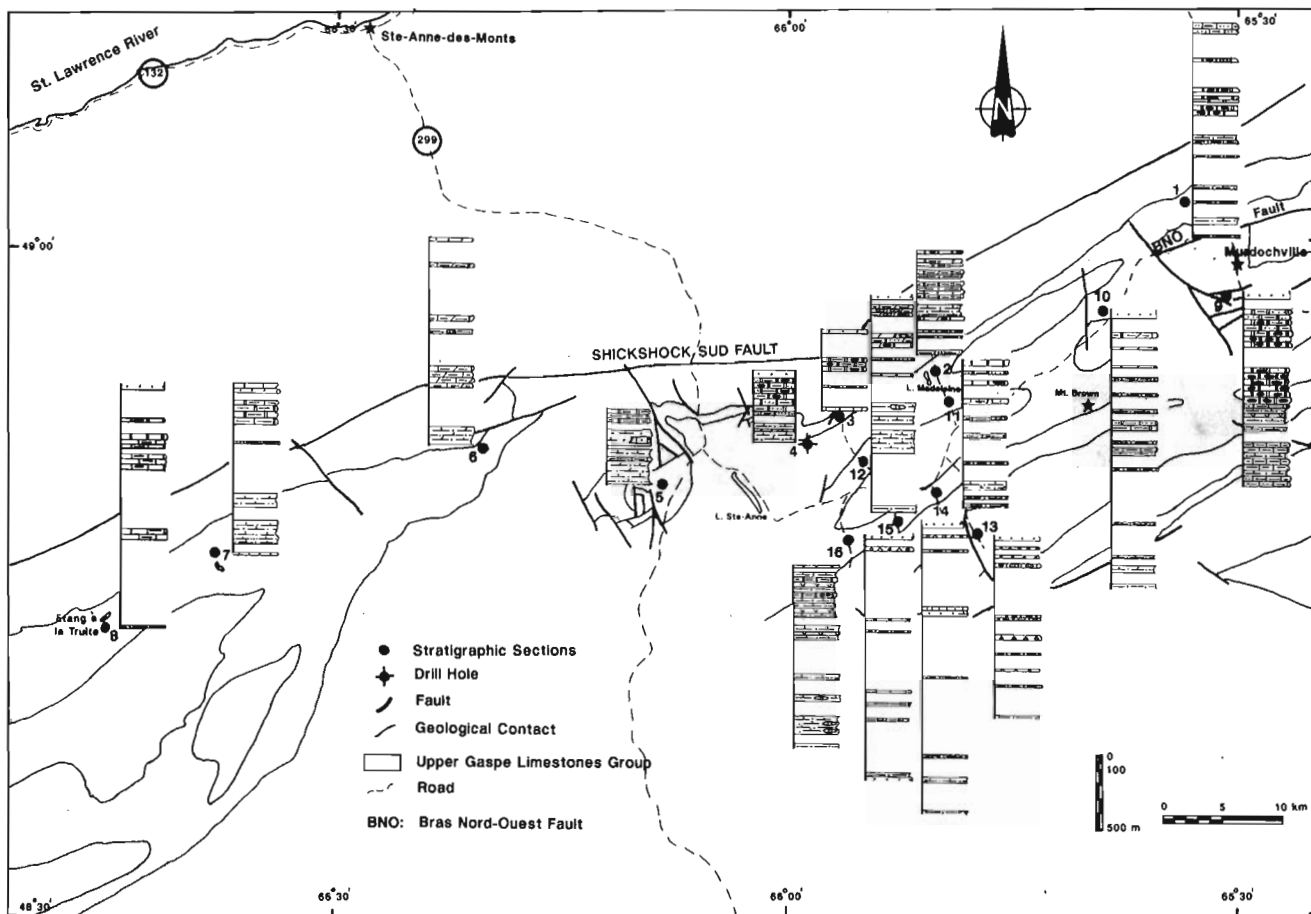 66°30'
66°00'
65°30'
Ste-Anne-des-Monts
St. Lawrence River
132
299
N
1
Fault
BNO
49°00'
Murdochville
9
10
SHICKSHOCK SUD FAULT
2
L. Madeleine
Mt. Brown
11
3
4
6
12
5
14
L. Ste-Anne
15
13
16
7
Etang à
la Truite
8
Stratigraphic Sections
Drill Hole
Fault
Geological Contact
Upper Gaspe Limestones Group
Road
BNO: Bras Nord-Ouest Fault
0
100
500 m
0 5 10 km
48°30'
66°30'
66°00'
65°30'